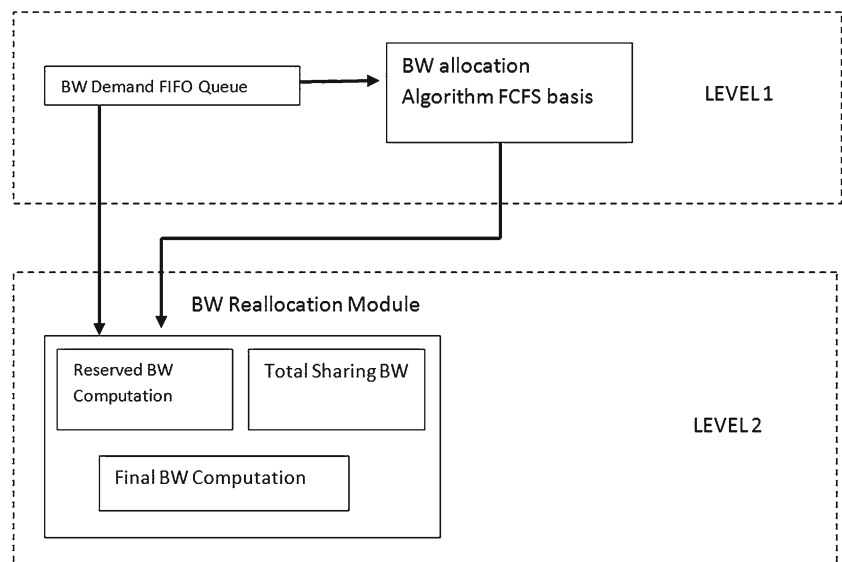 BW Demand FIFO Queue
BW allocation
Algorithm FCFS basis
LEVEL 1
BW Reallocation Module
Reserved BW
Computation
Total Sharing BW
Final BW Computation
LEVEL 2